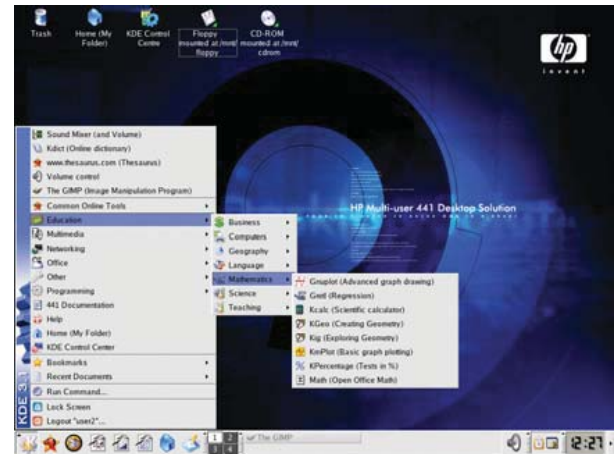 Trash
Home (My Folder)
KDE Control Centre
Floppy mounted at /mnt/floppy
CD-ROM mounted at /mnt/cdrom
hp
invent
HP Multi-user 441 Desktop Solution
Sound Mixer (and Volume)
Kdict (Online dictionary)
www.thesaurus.com (Thesaurus)
Volume control
The GIMP (Image Manipulation Program)
Common Online Tools
Education
Multimedia
Networking
Office
Other
Programming
441 Documentation
Help
Home (My Folder)
KDE Control Center
Bookmarks
Recent Documents
Run Command...
Lock Screen
Logout "user2"...
Business
Computers
Geography
Language
Mathematics
Science
Teaching
Gnuplot (Advanced graph drawing)
Gretl (Regression)
Kcalc (Scientific calculator)
KGeo (Creating Geometry)
Kig (Exploring Geometry)
KmPlot (Basic graph plotting)
KPercentage (Tests in %)
Math (Open Office Math)
1 2
3 4
The GIMP
12:27